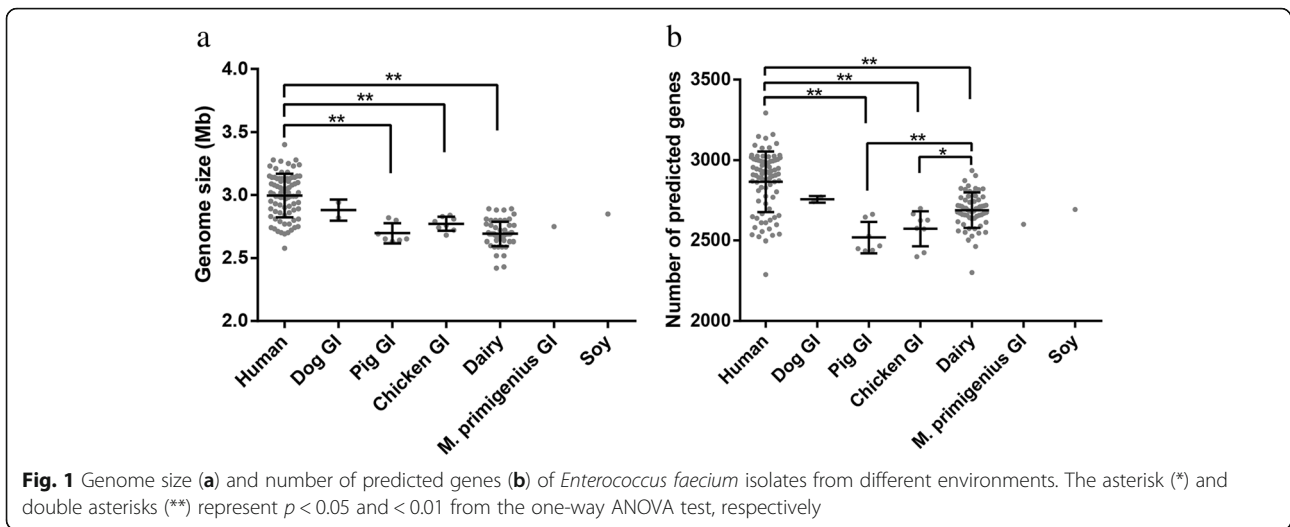 a
Genome size (Mb)
4.0
3.5
3.0
2.5
2.0
**
**
**
Human
Dog GI
Pig GI
Chicken GI
Dairy
M. primigenius GI
Soy
b
Number of predicted genes
3500
3000
2500
2000
**
**
**
**
*
Human
Dog GI
Pig GI
Chicken GI
Dairy
M. primigenius GI
Soy
Fig. 1 Genome size (a) and number of predicted genes (b) of Enterococcus faecium isolates from different environments. The asterisk (*) and
double asterisks (**) represent p < 0.05 and < 0.01 from the one-way ANOVA test, respectively